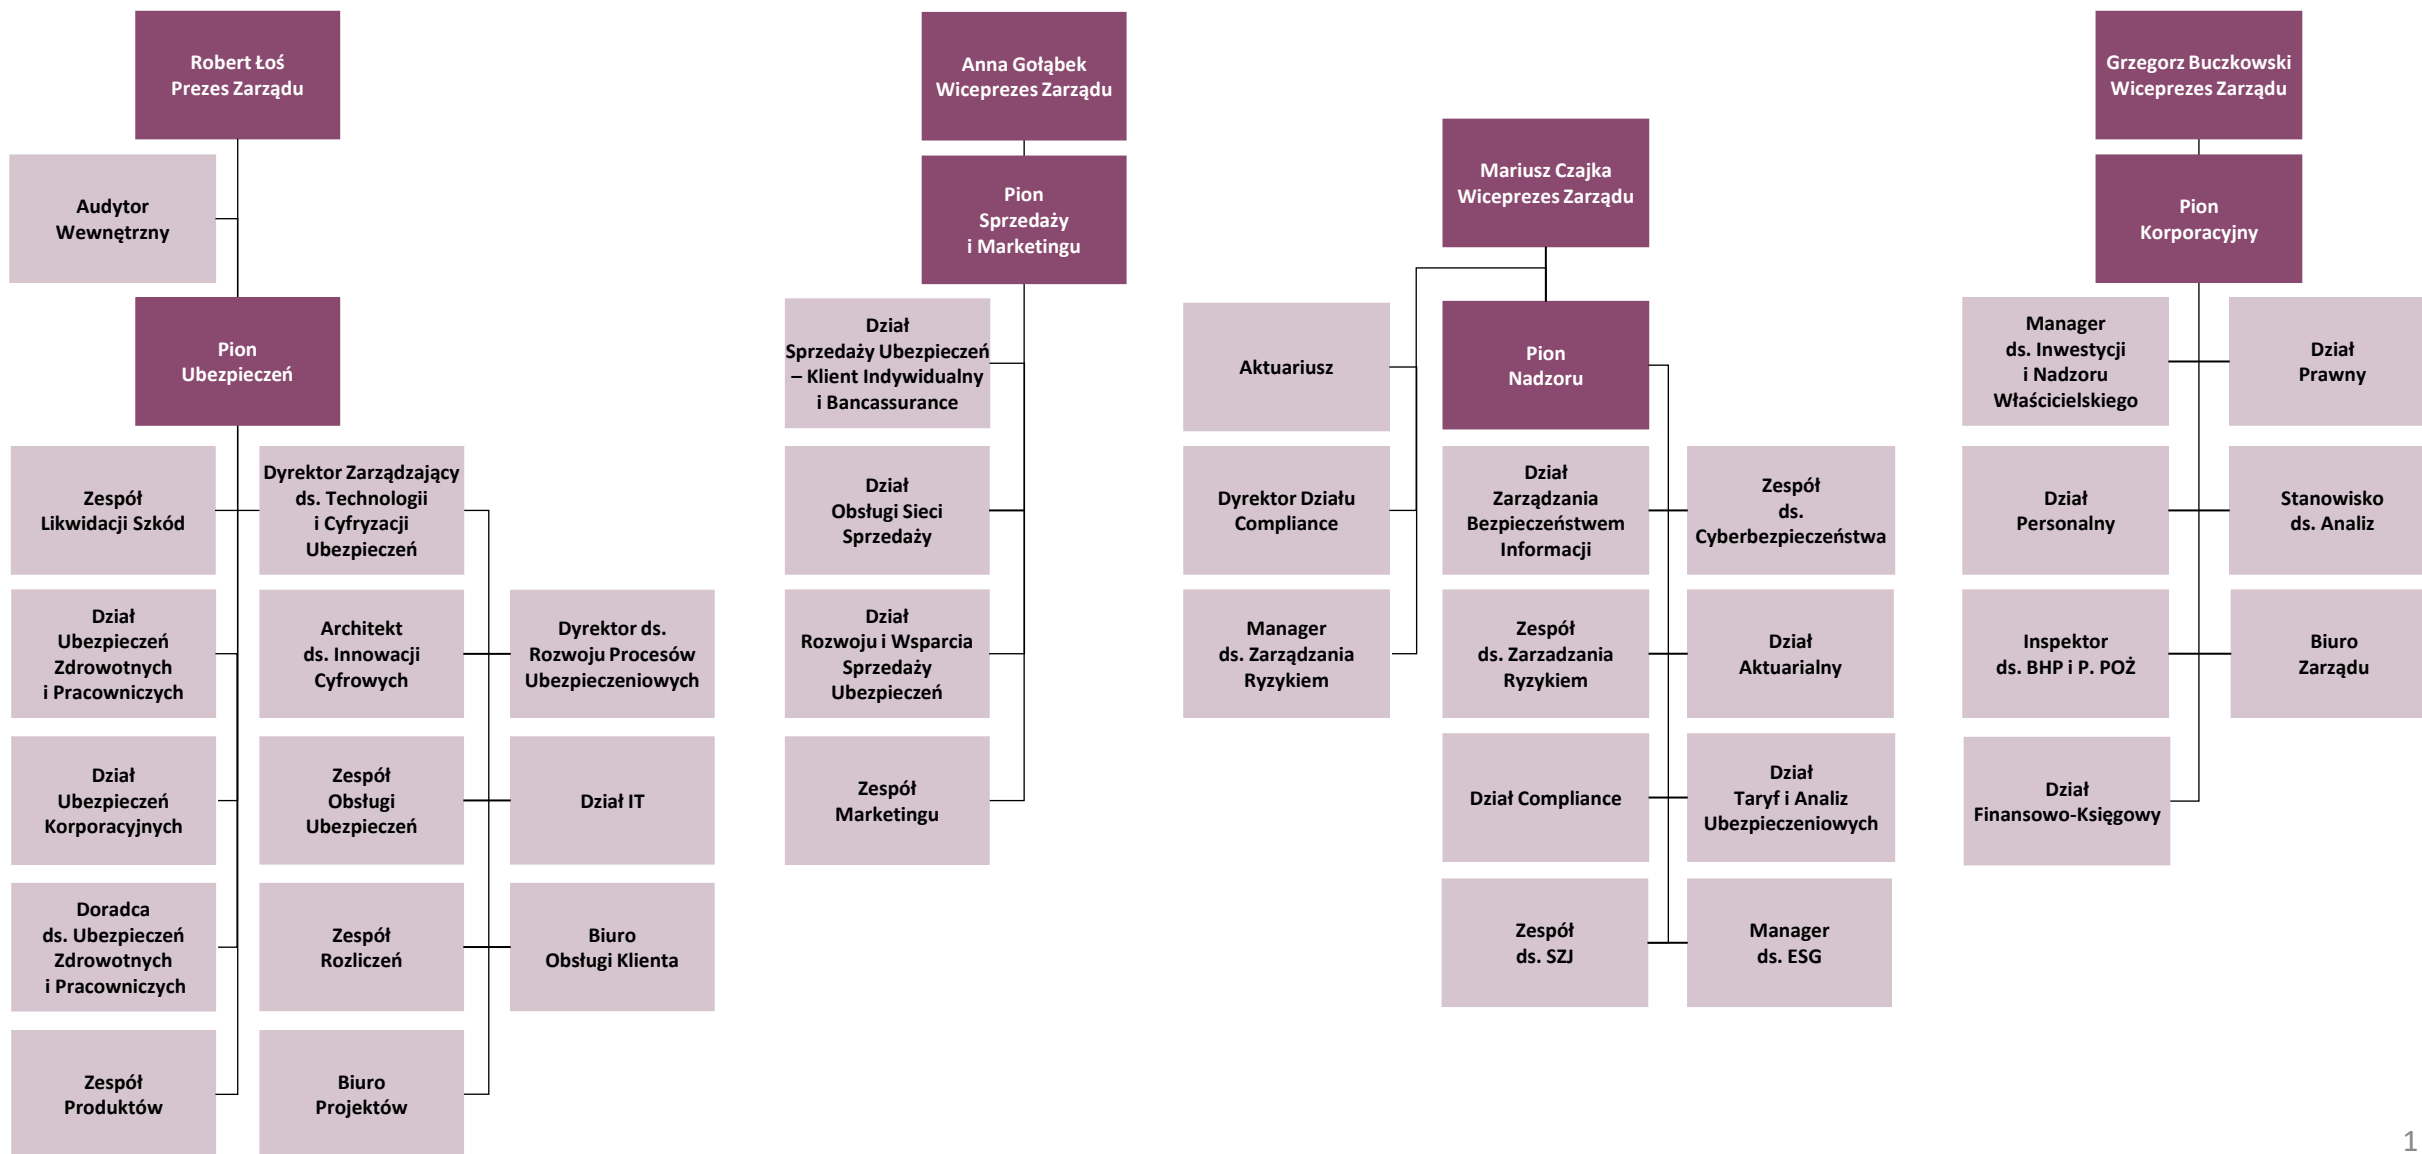 Robert Łoś
Prezes Zarządu
Audytor
Wewnętrzny
Pion
Ubezpieczeń
Zespół
Likwidacji Szkód
Dyrektor Zarządzający
ds. Technologii
i Cyfryzacji
Ubezpieczeń
Dział
Ubezpieczeń
Zdrowotnych
i Pracowniczych
Architekt
ds. Innowacji
Cyfrowych
Dyrektor ds.
Rozwoju Procesów
Ubezpieczeniowych
Dział
Ubezpieczeń
Korporacyjnych
Zespół
Obsługi
Ubezpieczeń
Dział IT
Doradca
ds. Ubezpieczeń
Zdrowotnych
i Pracowniczych
Zespół
Rozliczeń
Biuro
Obsługi Klienta
Zespół
Produktów
Biuro
Projektów
Anna Gołąbek
Wiceprezes Zarządu
Pion
Sprzedaży
i Marketingu
Dział
Sprzedaży Ubezpieczeń
– Klient Indywidualny
i Bancassurance
Dział
Obsługi Sieci
Sprzedaży
Dział
Rozwoju i Wsparcia
Sprzedaży
Ubezpieczeń
Zespół
Marketingu
Mariusz Czajka
Wiceprezes Zarządu
Aktuariusz
Pion
Nadzoru
Dyrektor Działu
Compliance
Dział
Zarządzania
Bezpieczeństwem
Informacji
Zespół
ds.
Cyberbezpieczeństwa
Manager
ds. Zarządzania
Ryzykiem
Zespół
ds. Zarzadzania
Ryzykiem
Dział
Aktuarialny
Dział Compliance
Dział
Taryf i Analiz
Ubezpieczeniowych
Zespół
ds. SZJ
Manager
ds. ESG
Grzegorz Buczkowski
Wiceprezes Zarządu
Pion
Korporacyjny
Manager
ds. Inwestycji
i Nadzoru
Właścicielskiego
Dział
Prawny
Dział
Personalny
Stanowisko
ds. Analiz
Inspektor
ds. BHP i P. POŻ
Biuro
Zarządu
Dział
Finansowo-Księgowy
1